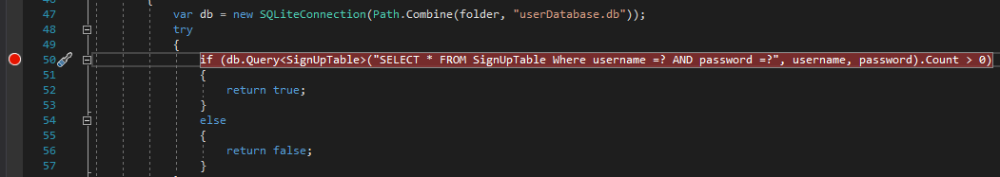 47 var db = new SQLiteConnection(Path.Combine(folder, "userDatabase.db"));
48 try
49 {
50 if (db.Query<SignUpTable>("SELECT * FROM SignUpTable Where username =? AND password =?", username, password).Count > 0)
51 {
52 return true;
53 }
54 else
55 {
56 return false;
57 }